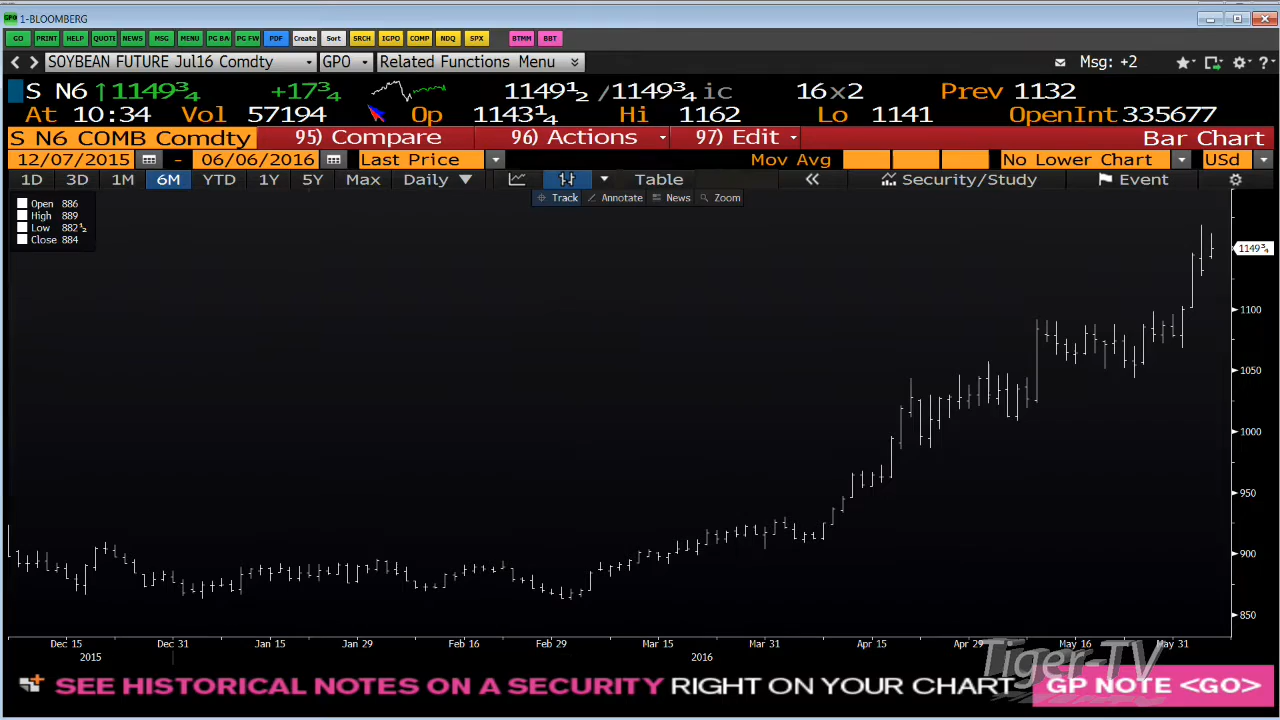 GPO 1-BLOOMBERG
GO PRINT HELP QUOTI NEWS MSG MENU PG BA PG FW PDF Create Sort SRCH IGPO COMP NDQ SPX BTMM BBT
SOYBEAN FUTURE Jul16 Comdty GPO Related Functions Menu Msg: +2
S N6 ↑1149¾ +17¾ 1149½ /1149¾ ic 16x2 Prev 1132
At 10:34 Vol 57194 Op 1143¼ Hi 1162 Lo 1141 OpenInt 335677
S N6 COMB Comdty 95) Compare 96) Actions 97) Edit Bar Chart
12/07/2015 - 06/06/2016 Last Price Mov Avg No Lower Chart USd
1D 3D 1M 6M YTD 1Y 5Y Max Daily ▼ Table « Security/Study Event
Track Annotate News Zoom
Open 886
High 889
Low 882½
Close 884
1149¾
1100
1050
1000
950
900
850
Dec 15 Dec 31 Jan 15 Jan 29 Feb 16 Feb 29 Mar 15 Mar 31 Apr 15 Apr 29 May 16 May 31
2015 2016
Tiger-TV
SEE HISTORICAL NOTES ON A SECURITY RIGHT ON YOUR CHART GP NOTE <GO>